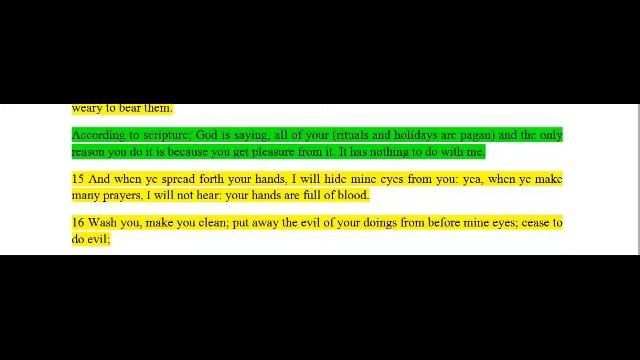 weary to bear them.
According to scripture; God is saying, all of your (rituals and holidays are pagan) and the only
reason you do it is because you get pleasure from it. It has nothing to do with me.
15 And when ye spread forth your hands, I will hide mine eyes from you: yea, when ye make
many prayers, I will not hear: your hands are full of blood.
16 Wash you, make you clean; put away the evil of your doings from before mine eyes; cease to
do evil;